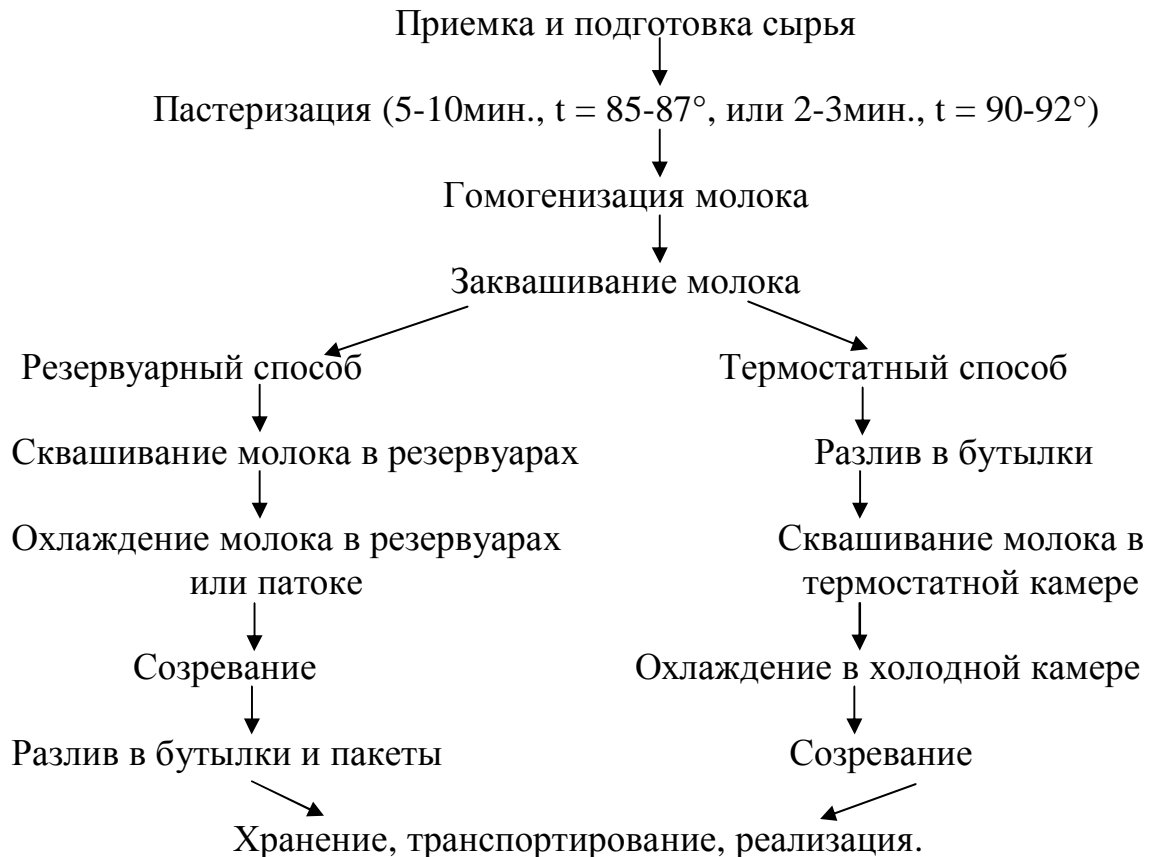 Приемка и подготовка сырья
Пастеризация (5-10мин., t = 85-87°, или 2-3мин., t = 90-92°)
Гомогенизация молока
Заквашивание молока
Резервуарный способ
Термостатный способ
Сквашивание молока в резервуарах
Разлив в бутылки
Охлаждение молока в резервуарах
или патоке
Сквашивание молока в
термостатной камере
Созревание
Охлаждение в холодной камере
Разлив в бутылки и пакеты
Созревание
Хранение, транспортирование, реализация.